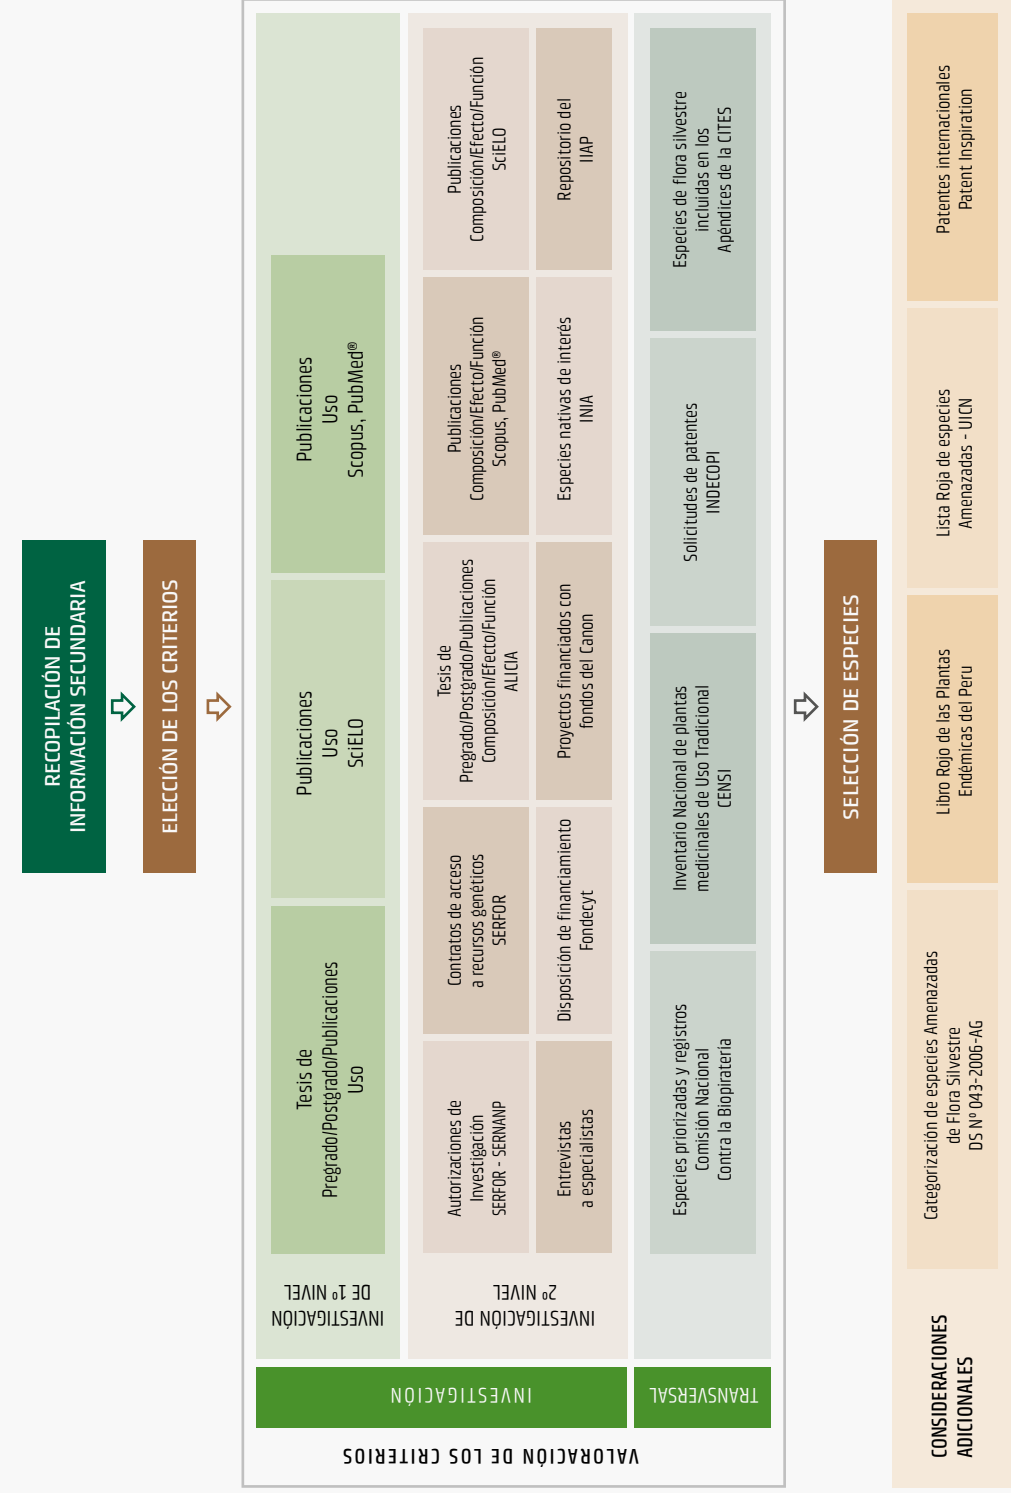 RECOPILACIÓN DE
INFORMACIÓN SECUNDARIA
ELECCIÓN DE LOS CRITERIOS
VALORACIÓN DE LOS CRITERIOS
INVESTIGACIÓN
INVESTIGACIÓN
DE 1º NIVEL
Tesis de
Pregrado/Postgrado/Publicaciones
Uso
Publicaciones
Uso
SciELO
Publicaciones
Uso
Scopus, PubMed®
INVESTIGACIÓN DE
2º NIVEL
Autorizaciones de
Investigación
SERFOR - SERNANP
Contratos de acceso
a recursos genéticos
SERFOR
Tesis de
Pregrado/Postgrado/Publicaciones
Composición/Efecto/Función
ALICIA
Publicaciones
Composición/Efecto/Función
Scopus, PubMed®
Publicaciones
Composición/Efecto/Función
SciELO
Entrevistas
a especialistas
Disposición de financiamiento
Fondecyt
Proyectos financiados con
fondos del Canon
Especies nativas de interés
INIA
Repositorio del
IIAP
TRANSVERSAL
Especies priorizadas y registros
Comisión Nacional
Contra la Biopiratería
Inventario Nacional de plantas
medicinales de Uso Tradicional
CENSI
Solicitudes de patentes
INDECOPI
Especies de flora silvestre
incluidas en los
Apéndices de la CITES
SELECCIÓN DE ESPECIES
CONSIDERACIONES
ADICIONALES
Categorización de especies Amenazadas
de Flora Silvestre
DS Nº 043-2006-AG
Libro Rojo de las Plantas
Endémicas del Peru
Lista Roja de especies
Amenazadas - UICN
Patentes internacionales
Patent Inspiration